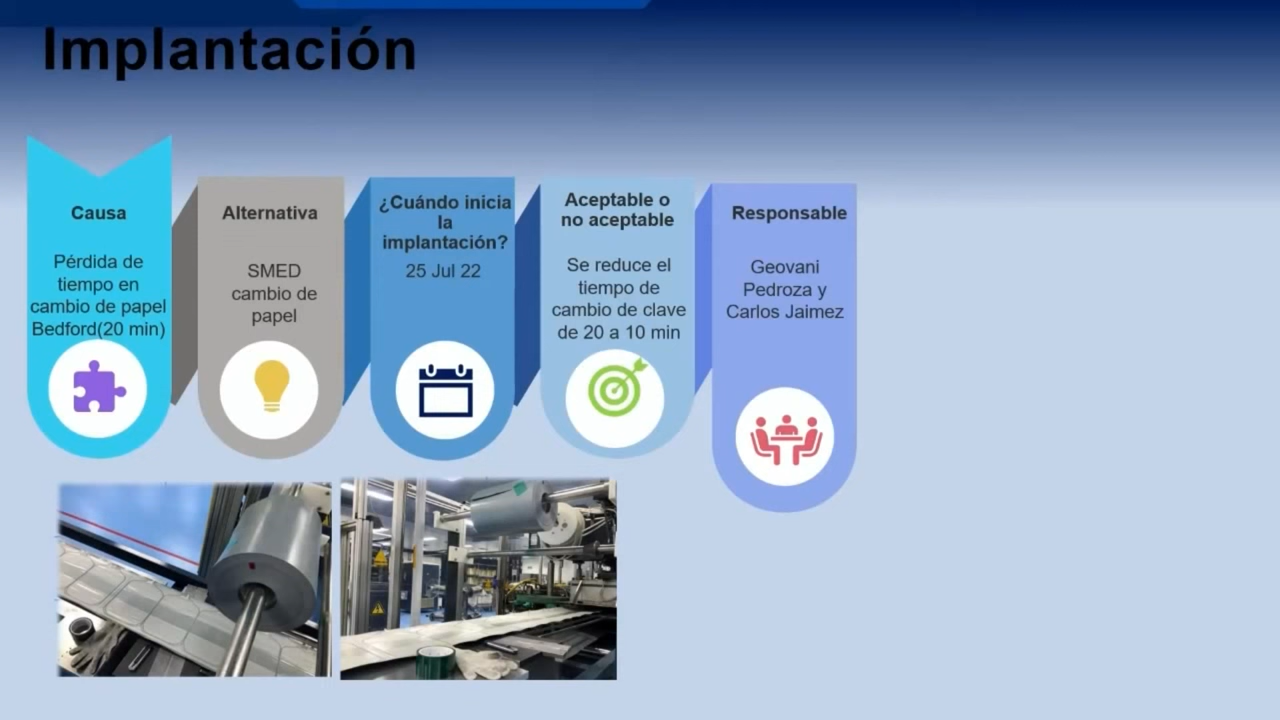 Implantación
Causa
Pérdida de
tiempo en
cambio de papel
Bedford(20 min)
Alternativa
SMED
cambio de
papel
¿Cuándo inicia
la
implantación?
25 Jul 22
Aceptable o
no aceptable
Se reduce el
tiempo de
cambio de clave
de 20 a 10 min
Responsable
Geovani
Pedroza y
Carlos Jaimez